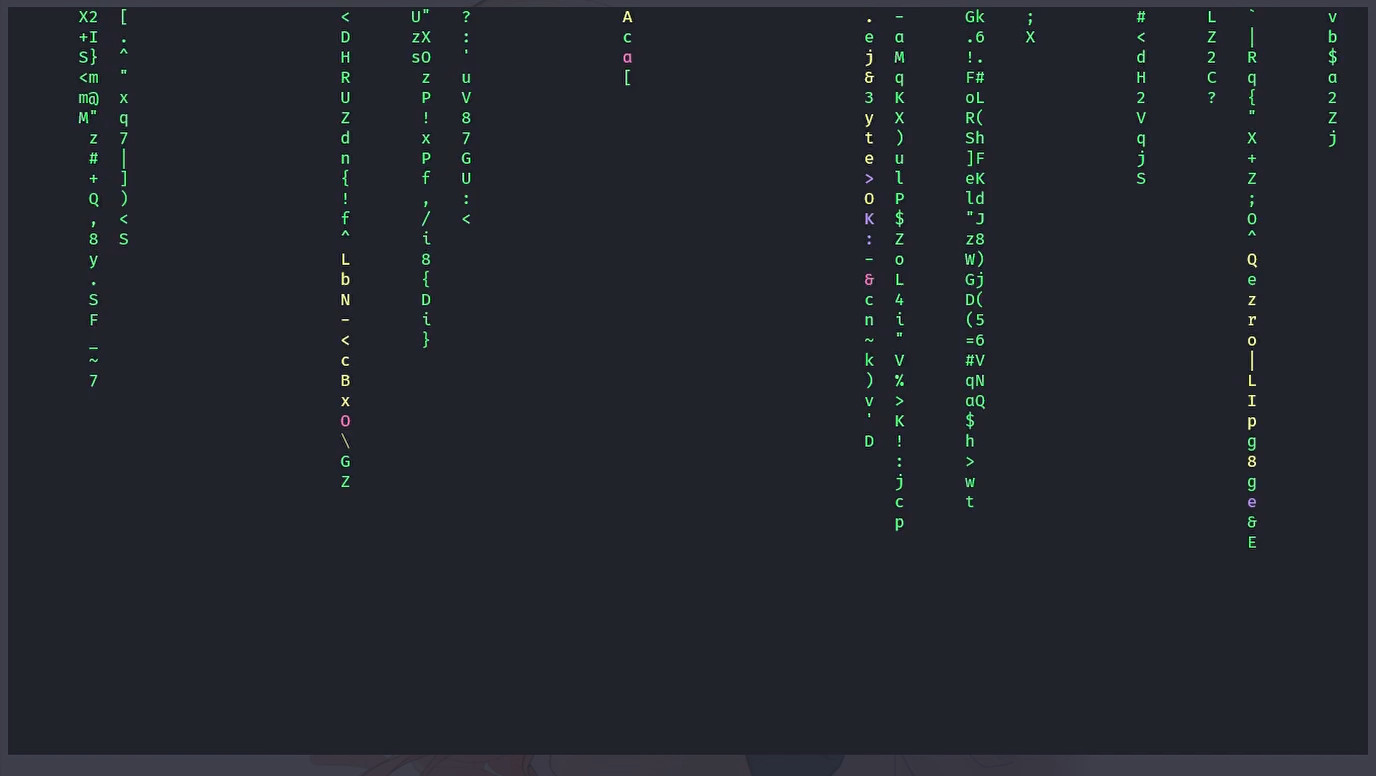 X2 [ < U" ? A . - Gk ; # L ` v
+I . D zX : c e a .6 X < Z | b
S} ^ H sO ' a j M !. d 2 R $
<m " R z u [ & q F# H C q a
m@ x U P V 3 K oL 2 ? { 2
M" q Z ! 8 y X R( V " Z
z 7 d x 7 t ) Sh q X j
# | n P G e u ]F j +
+ ] { f U > l eK S Z
Q ) ! , : O P ld ;
, < f / < K $ "J O
8 S ^ i : Z z8 ^
y L 8 - o W) Q
. b { & L Gj e
S N D c 4 D( z
F - i n i (5 r
_ < } ~ " =6 o
~ c k V #V |
7 B ) % qN L
x v > aQ I
O ' K $ p
\ D ! h g
G : > 8
Z j w g
c t e
p &
E